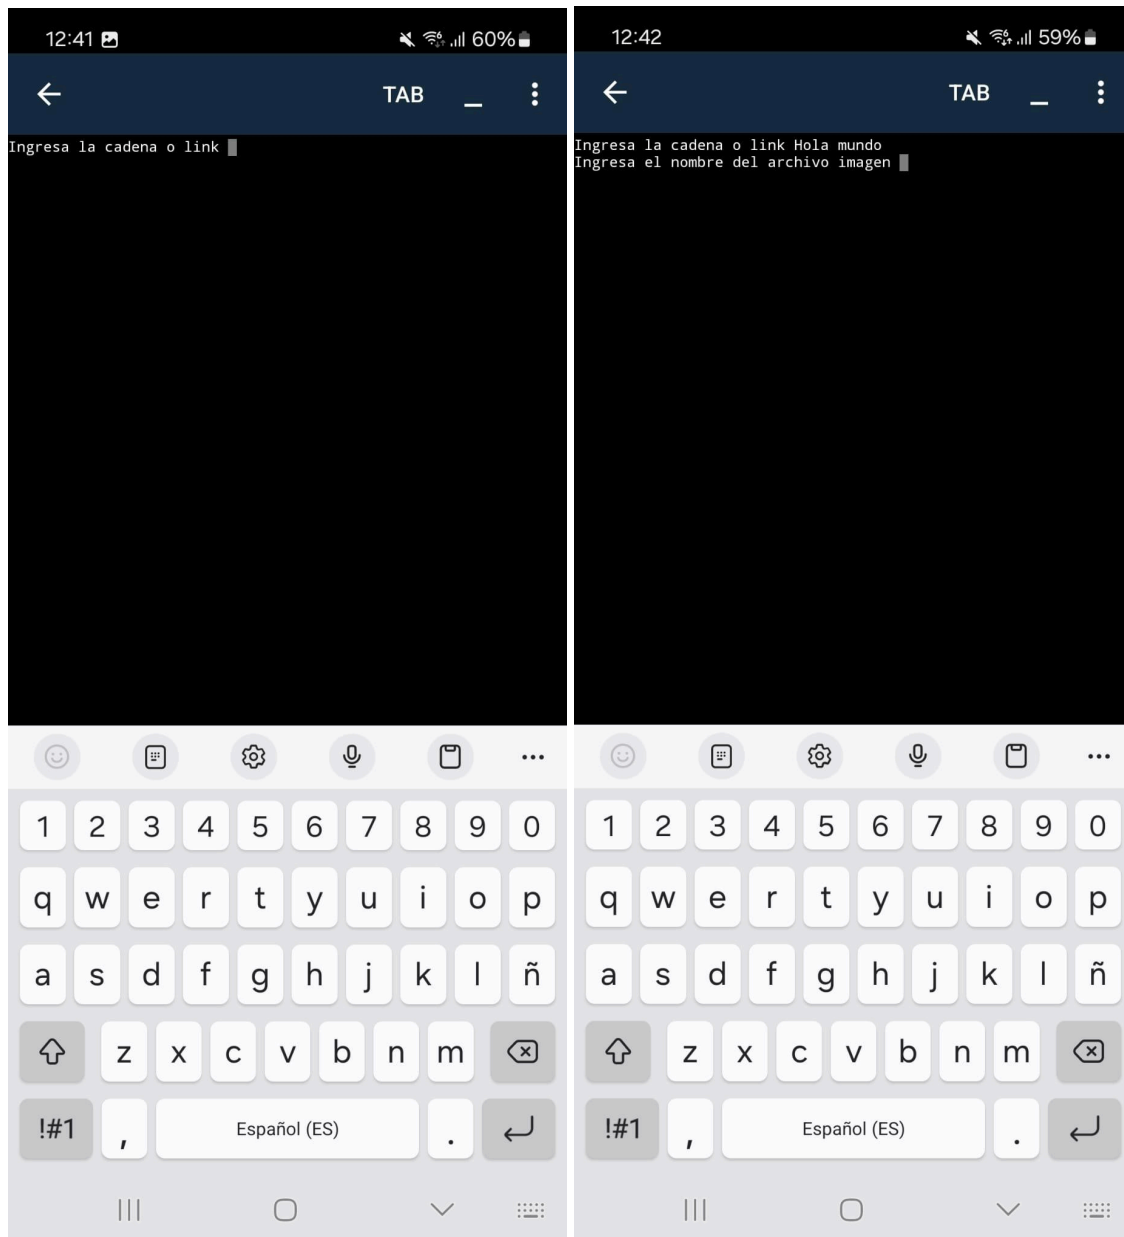 12:41 60%
TAB _
Ingresa la cadena o link
1 2 3 4 5 6 7 8 9 0
q w e r t y u i o p
a s d f g h j k l ñ
z x c v b n m
!#1 , Español (ES) .
12:42 59%
TAB _
Ingresa la cadena o link Hola mundo
Ingresa el nombre del archivo imagen
1 2 3 4 5 6 7 8 9 0
q w e r t y u i o p
a s d f g h j k l ñ
z x c v b n m
!#1 , Español (ES) .